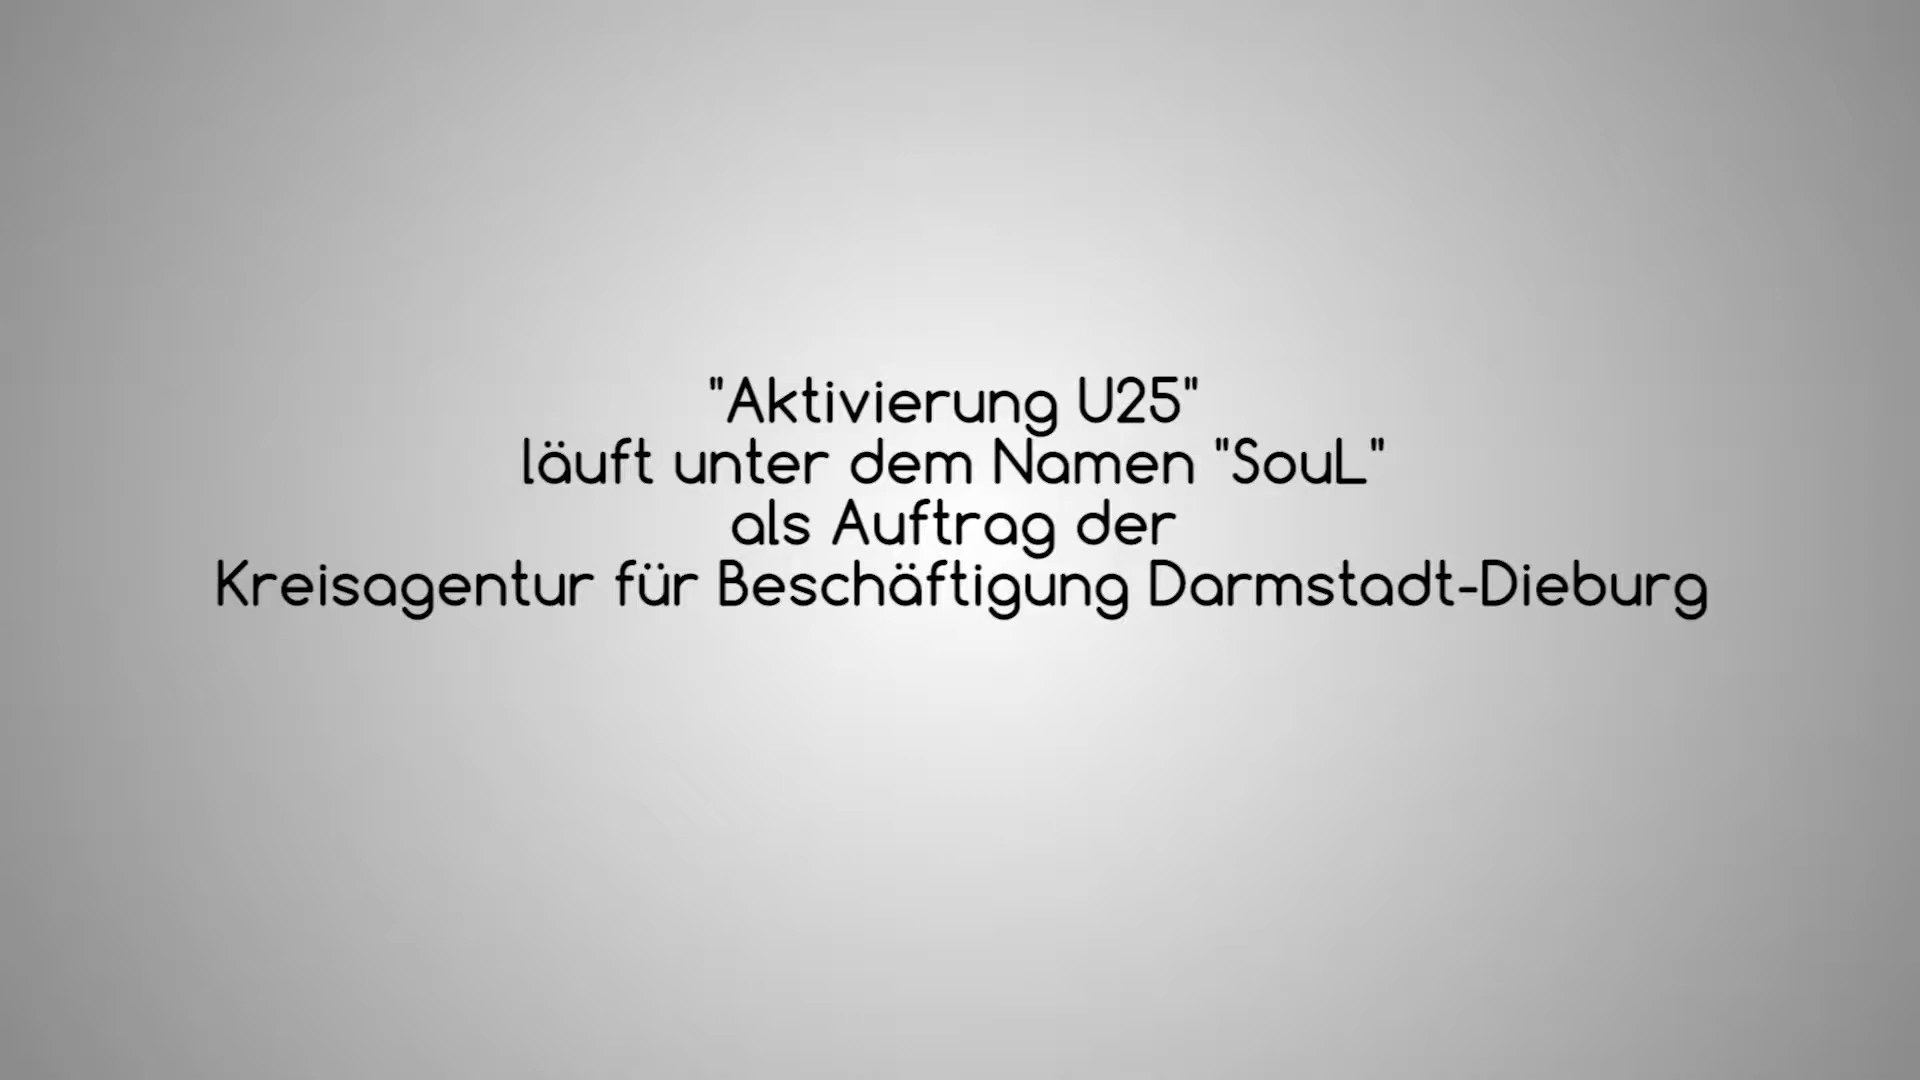 "Aktivierung U25"
läuft unter dem Namen "SouL"
als Auftrag der
Kreisagentur für Beschäftigung Darmstadt-Dieburg